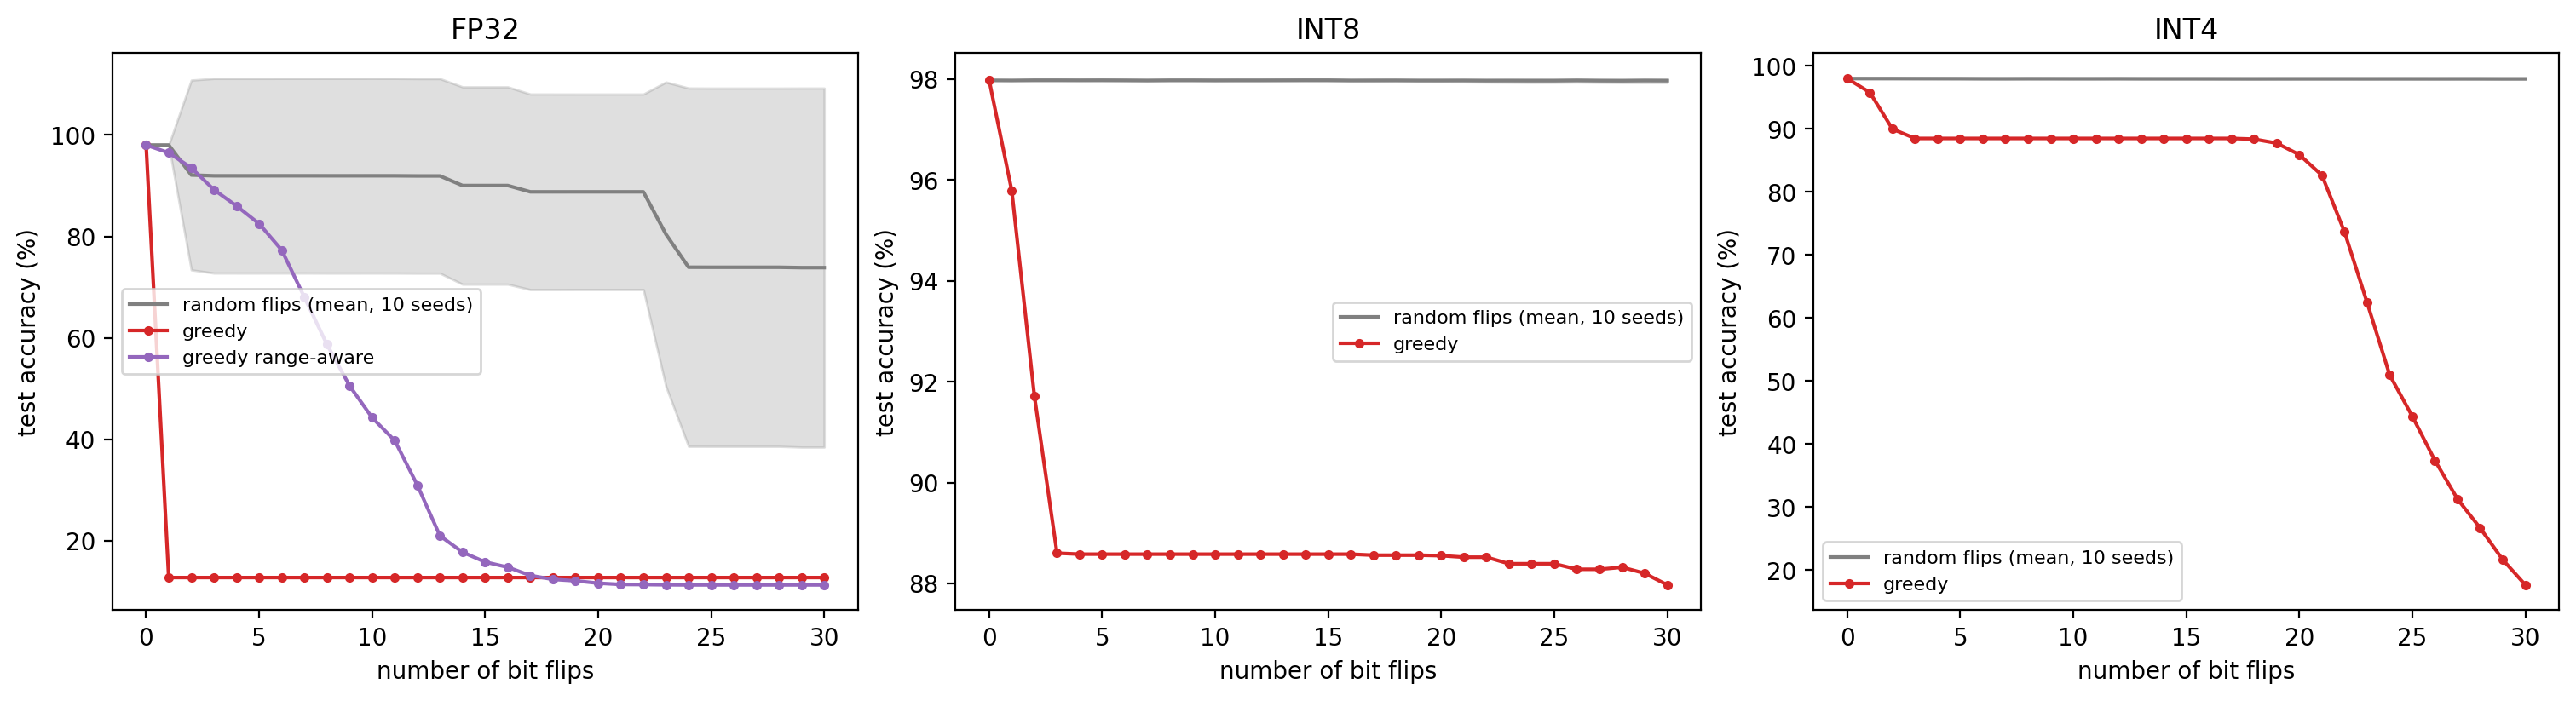 FP32
test accuracy (%)
100
80
60
40
20
random flips (mean, 10 seeds)
greedy
greedy range-aware
0 5 10 15 20 25 30
number of bit flips
INT8
test accuracy (%)
98
96
94
92
90
88
random flips (mean, 10 seeds)
greedy
0 5 10 15 20 25 30
number of bit flips
INT4
test accuracy (%)
100
90
80
70
60
50
40
30
20
random flips (mean, 10 seeds)
greedy
0 5 10 15 20 25 30
number of bit flips